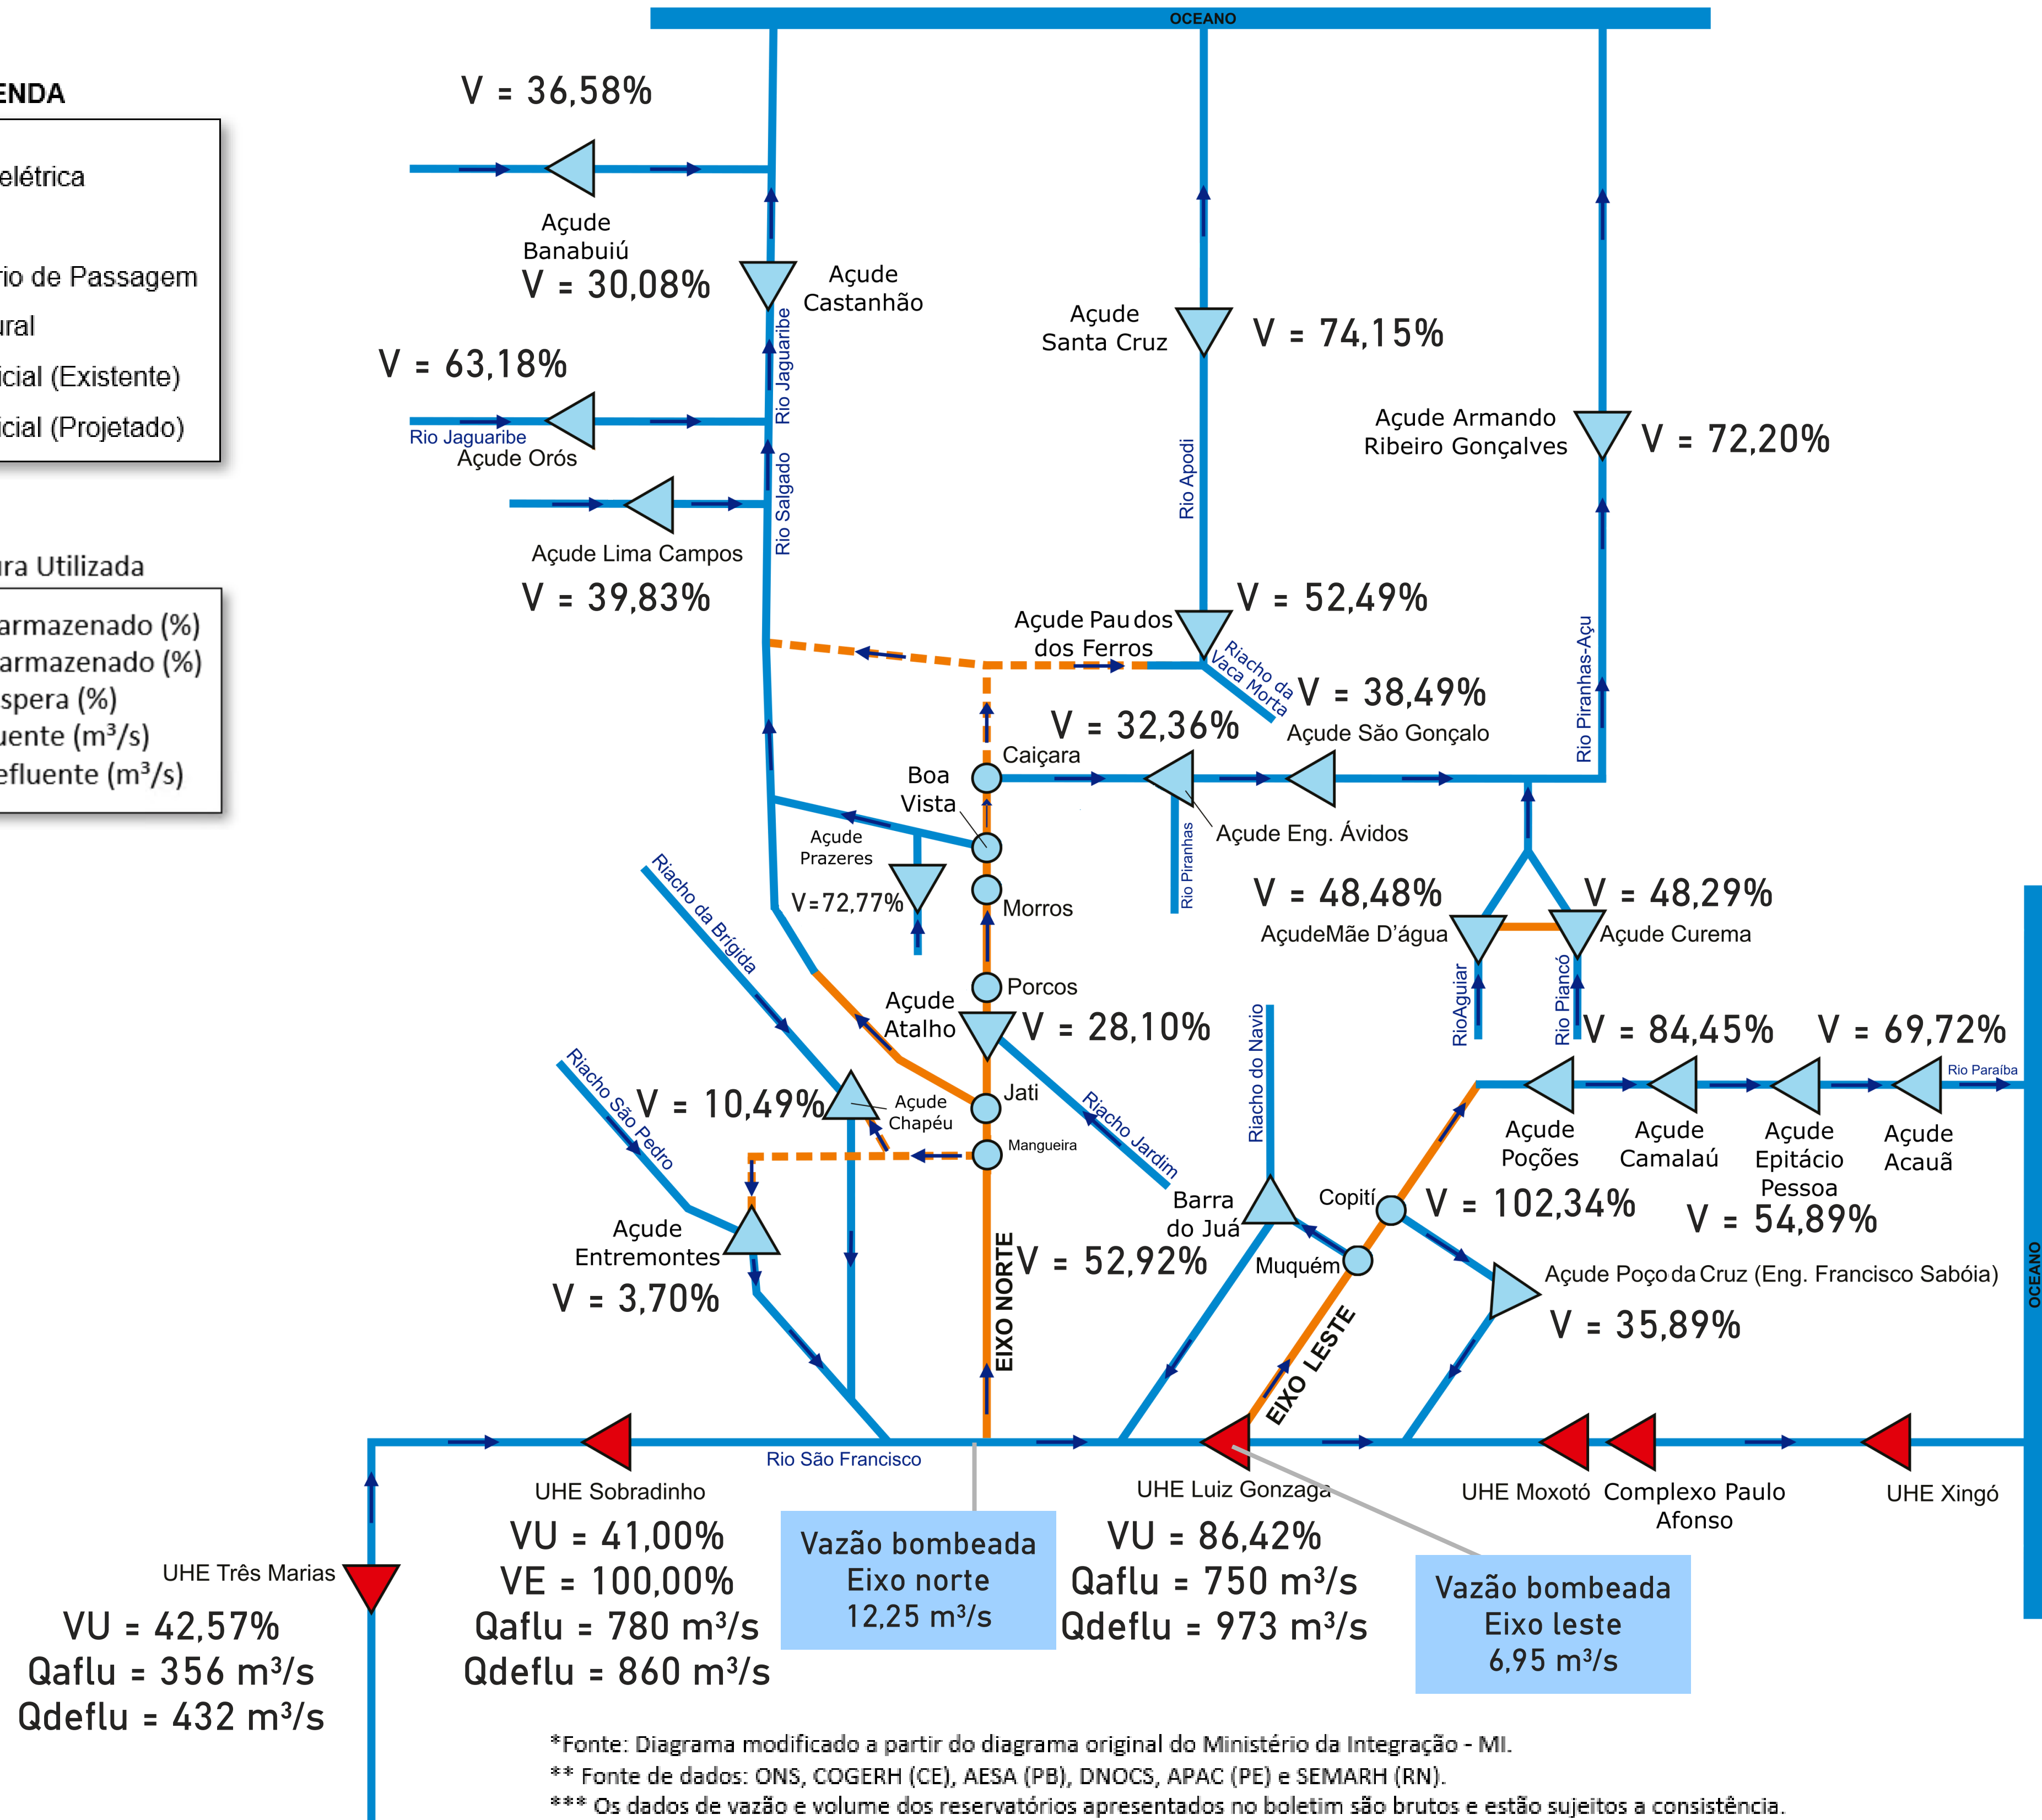 OCEANO
V = 36,58%
ENDA
elétrica
Açude
Banabuiú
V = 30,08%
Açude
Castanhão
rio de Passagem
ural
icial (Existente)
icial (Projetado)
Rio Jaguaribe
Açude
Santa Cruz
V = 74,15%
V = 63,18%
Rio Jaguaribe
Açude Orós
Açude Armando
Ribeiro Gonçalves
V = 72,20%
Rio Salgado
Rio Apodi
Açude Lima Campos
V = 39,83%
ura Utilizada
armazenado (%)
armazenado (%)
spera (%)
uente (m³/s)
efluente (m³/s)
V = 52,49%
Açude Pau dos
dos Ferros
Riacho da
Vaca Morta
V = 38,49%
Açude São Gonçalo
Rio Piranhas-Açu
V = 32,36%
Caiçara
Boa
Vista
Açude Eng. Ávidos
Rio Piranhas
Açude
Prazeres
V= 72,77%
Morros
Riacho da Brígida
V = 48,48%
AçudeMãe D'água
V = 48,29%
Açude Curema
RioAguiar
Rio Piancó
Porcos
Açude
Atalho
V = 28,10%
Riacho do Navio
V = 84,45%
V = 69,72%
Rio Paraíba
Riacho São Pedro
V = 10,49%
Açude
Chapéu
Jati
Mangueira
Riacho Jardim
Açude
Poções
Açude
Camalaú
Açude
Epitácio
Pessoa
Açude
Acauã
Barra
do Juá
Copití
V = 102,34%
V = 54,89%
Açude
Entremontes
V = 3,70%
EIXO NORTE
V = 52,92%
Muquém
Açude Poço da Cruz (Eng. Francisco Sabóia)
V = 35,89%
EIXO LESTE
OCEANO
Rio São Francisco
UHE Sobradinho
VU = 41,00%
VE = 100,00%
Qaflu = 780 m³/s
Qdeflu = 860 m³/s
Vazão bombeada
Eixo norte
12,25 m³/s
UHE Luiz Gonzaga
VU = 86,42%
Qaflu = 750 m³/s
Qdeflu = 973 m³/s
Vazão bombeada
Eixo leste
6,95 m³/s
UHE Moxotó
Complexo Paulo
Afonso
UHE Xingó
UHE Três Marias
VU = 42,57%
Qaflu = 356 m³/s
Qdeflu = 432 m³/s
*Fonte: Diagrama modificado a partir do diagrama original do Ministério da Integração - MI.
** Fonte de dados: ONS, COGERH (CE), AESA (PB), DNOCS, APAC (PE) e SEMARH (RN).
*** Os dados de vazão e volume dos reservatórios apresentados no boletim são brutos e estão sujeitos a consistência.